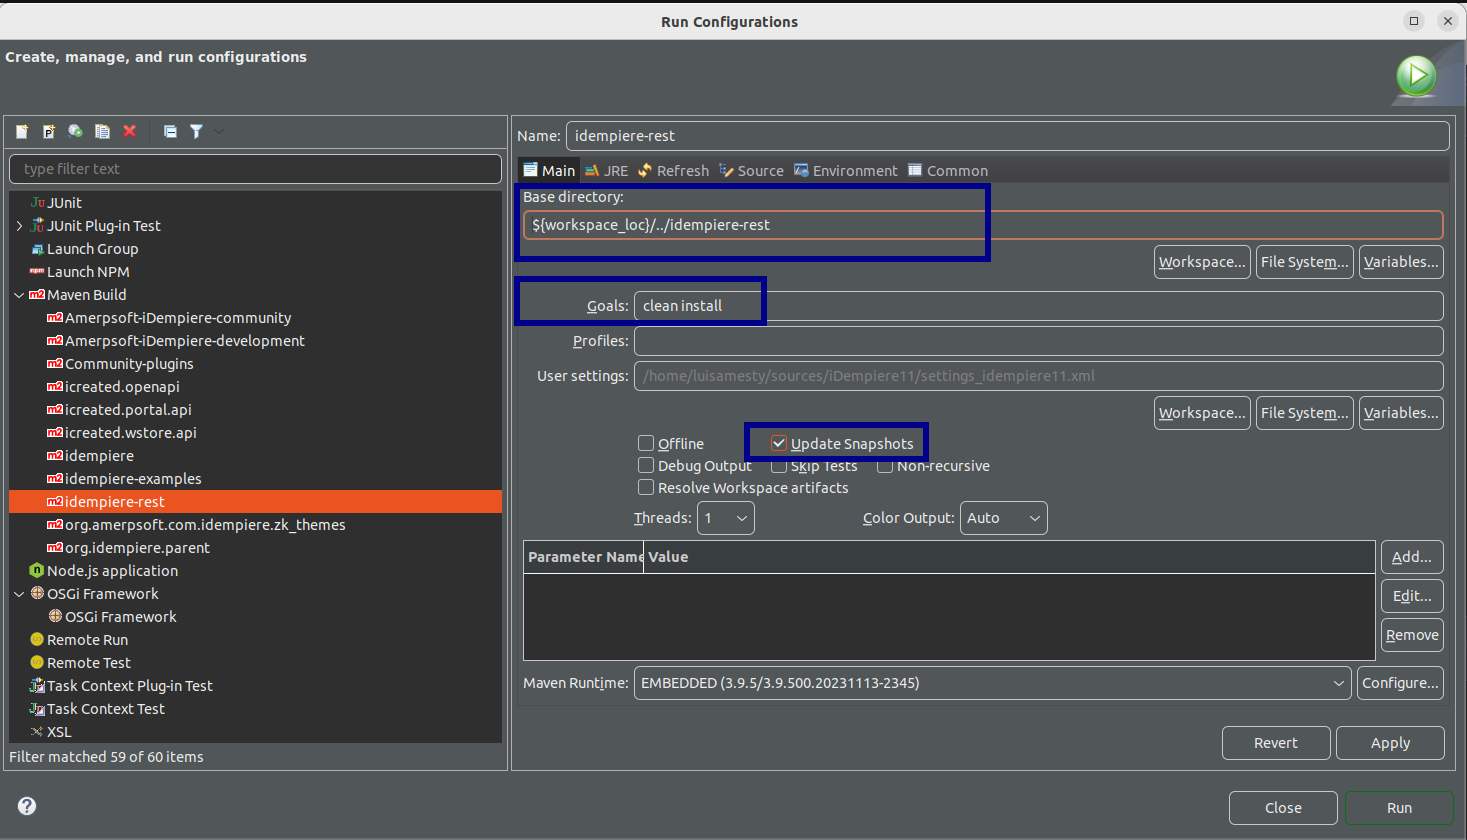 Run Configurations
Create, manage, and run configurations
type filter text
JUnit
JUnit Plug-in Test
Launch Group
Launch NPM
Maven Build
Amerpsoft-iDempiere-community
Amerpsoft-iDempiere-development
Community-plugins
icreated.openapi
icreated.portal.api
icreated.wstore.api
idempiere
idempiere-examples
idempiere-rest
org.amerpsoft.com.idempiere.zk_themes
org.idempiere.parent
Node.js application
OSGi Framework
OSGi Framework
Remote Run
Remote Test
Task Context Plug-in Test
Task Context Test
XSL
Filter matched 59 of 60 items
Name: idempiere-rest
Main JRE Refresh Source Environment Common
Base directory:
${workspace_loc}/../idempiere-rest
Workspace... File System... Variables...
Goals: clean install
Profiles:
User settings: /home/luisamesty/sources/iDempiere11/settings_idempiere11.xml
Workspace... File System... Variables...
Offline Update Snapshots
Debug Output Skip Tests Non-recursive
Resolve Workspace artifacts
Threads: 1 Color Output: Auto
Parameter Name Value
Add...
Edit...
Remove
Maven Runtime: EMBEDDED (3.9.5/3.9.500.20231113-2345) Configure...
Revert Apply
Close Run